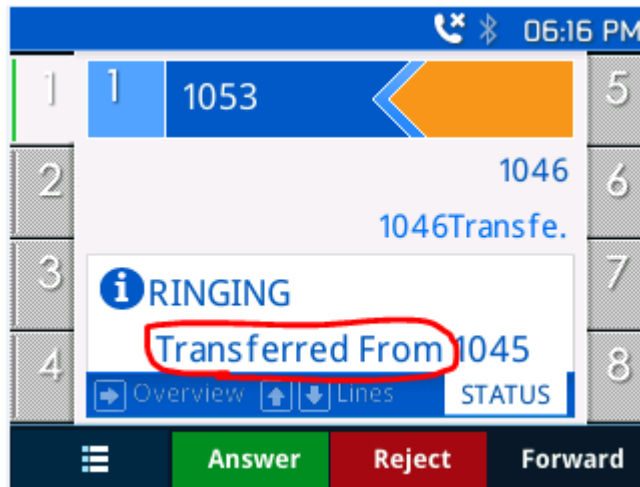 06:16 PM
1 1 1053 5
2 1046 6
1046Transfe.
3 RINGING 7
Transferred From 1045
4 Overview Lines STATUS 8
Answer Reject Forward